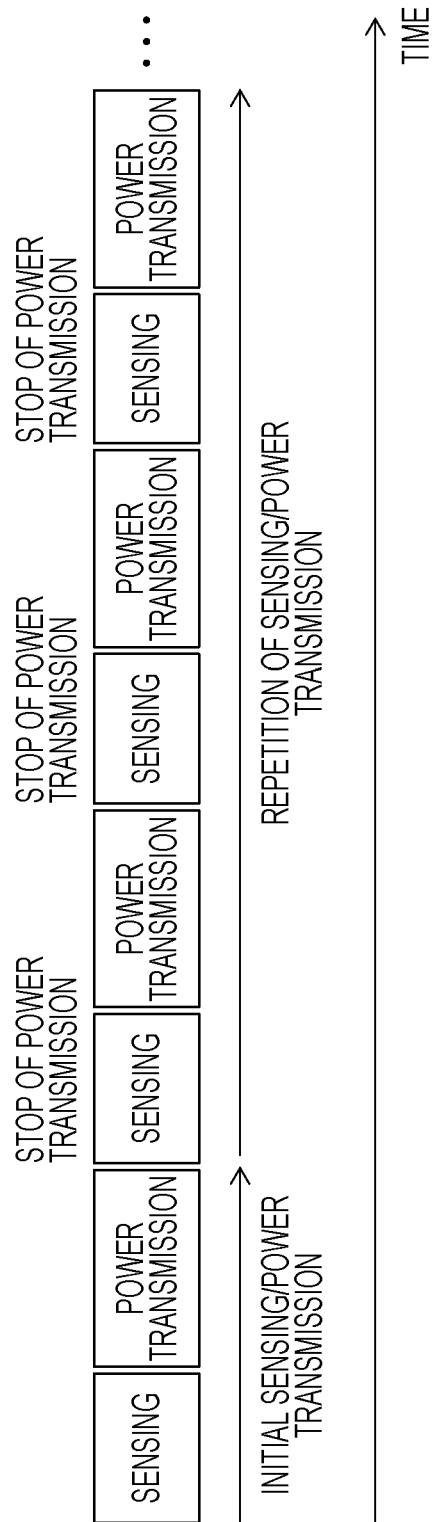 STOP OF POWER
TRANSMISSION
STOP OF POWER
TRANSMISSION
STOP OF POWER
TRANSMISSION
SENSING
POWER
TRANSMISSION
SENSING
POWER
TRANSMISSION
SENSING
POWER
TRANSMISSION
SENSING
POWER
TRANSMISSION
• • •
INITIAL SENSING/POWER
TRANSMISSION
REPETITION OF SENSING/POWER
TRANSMISSION
TIME